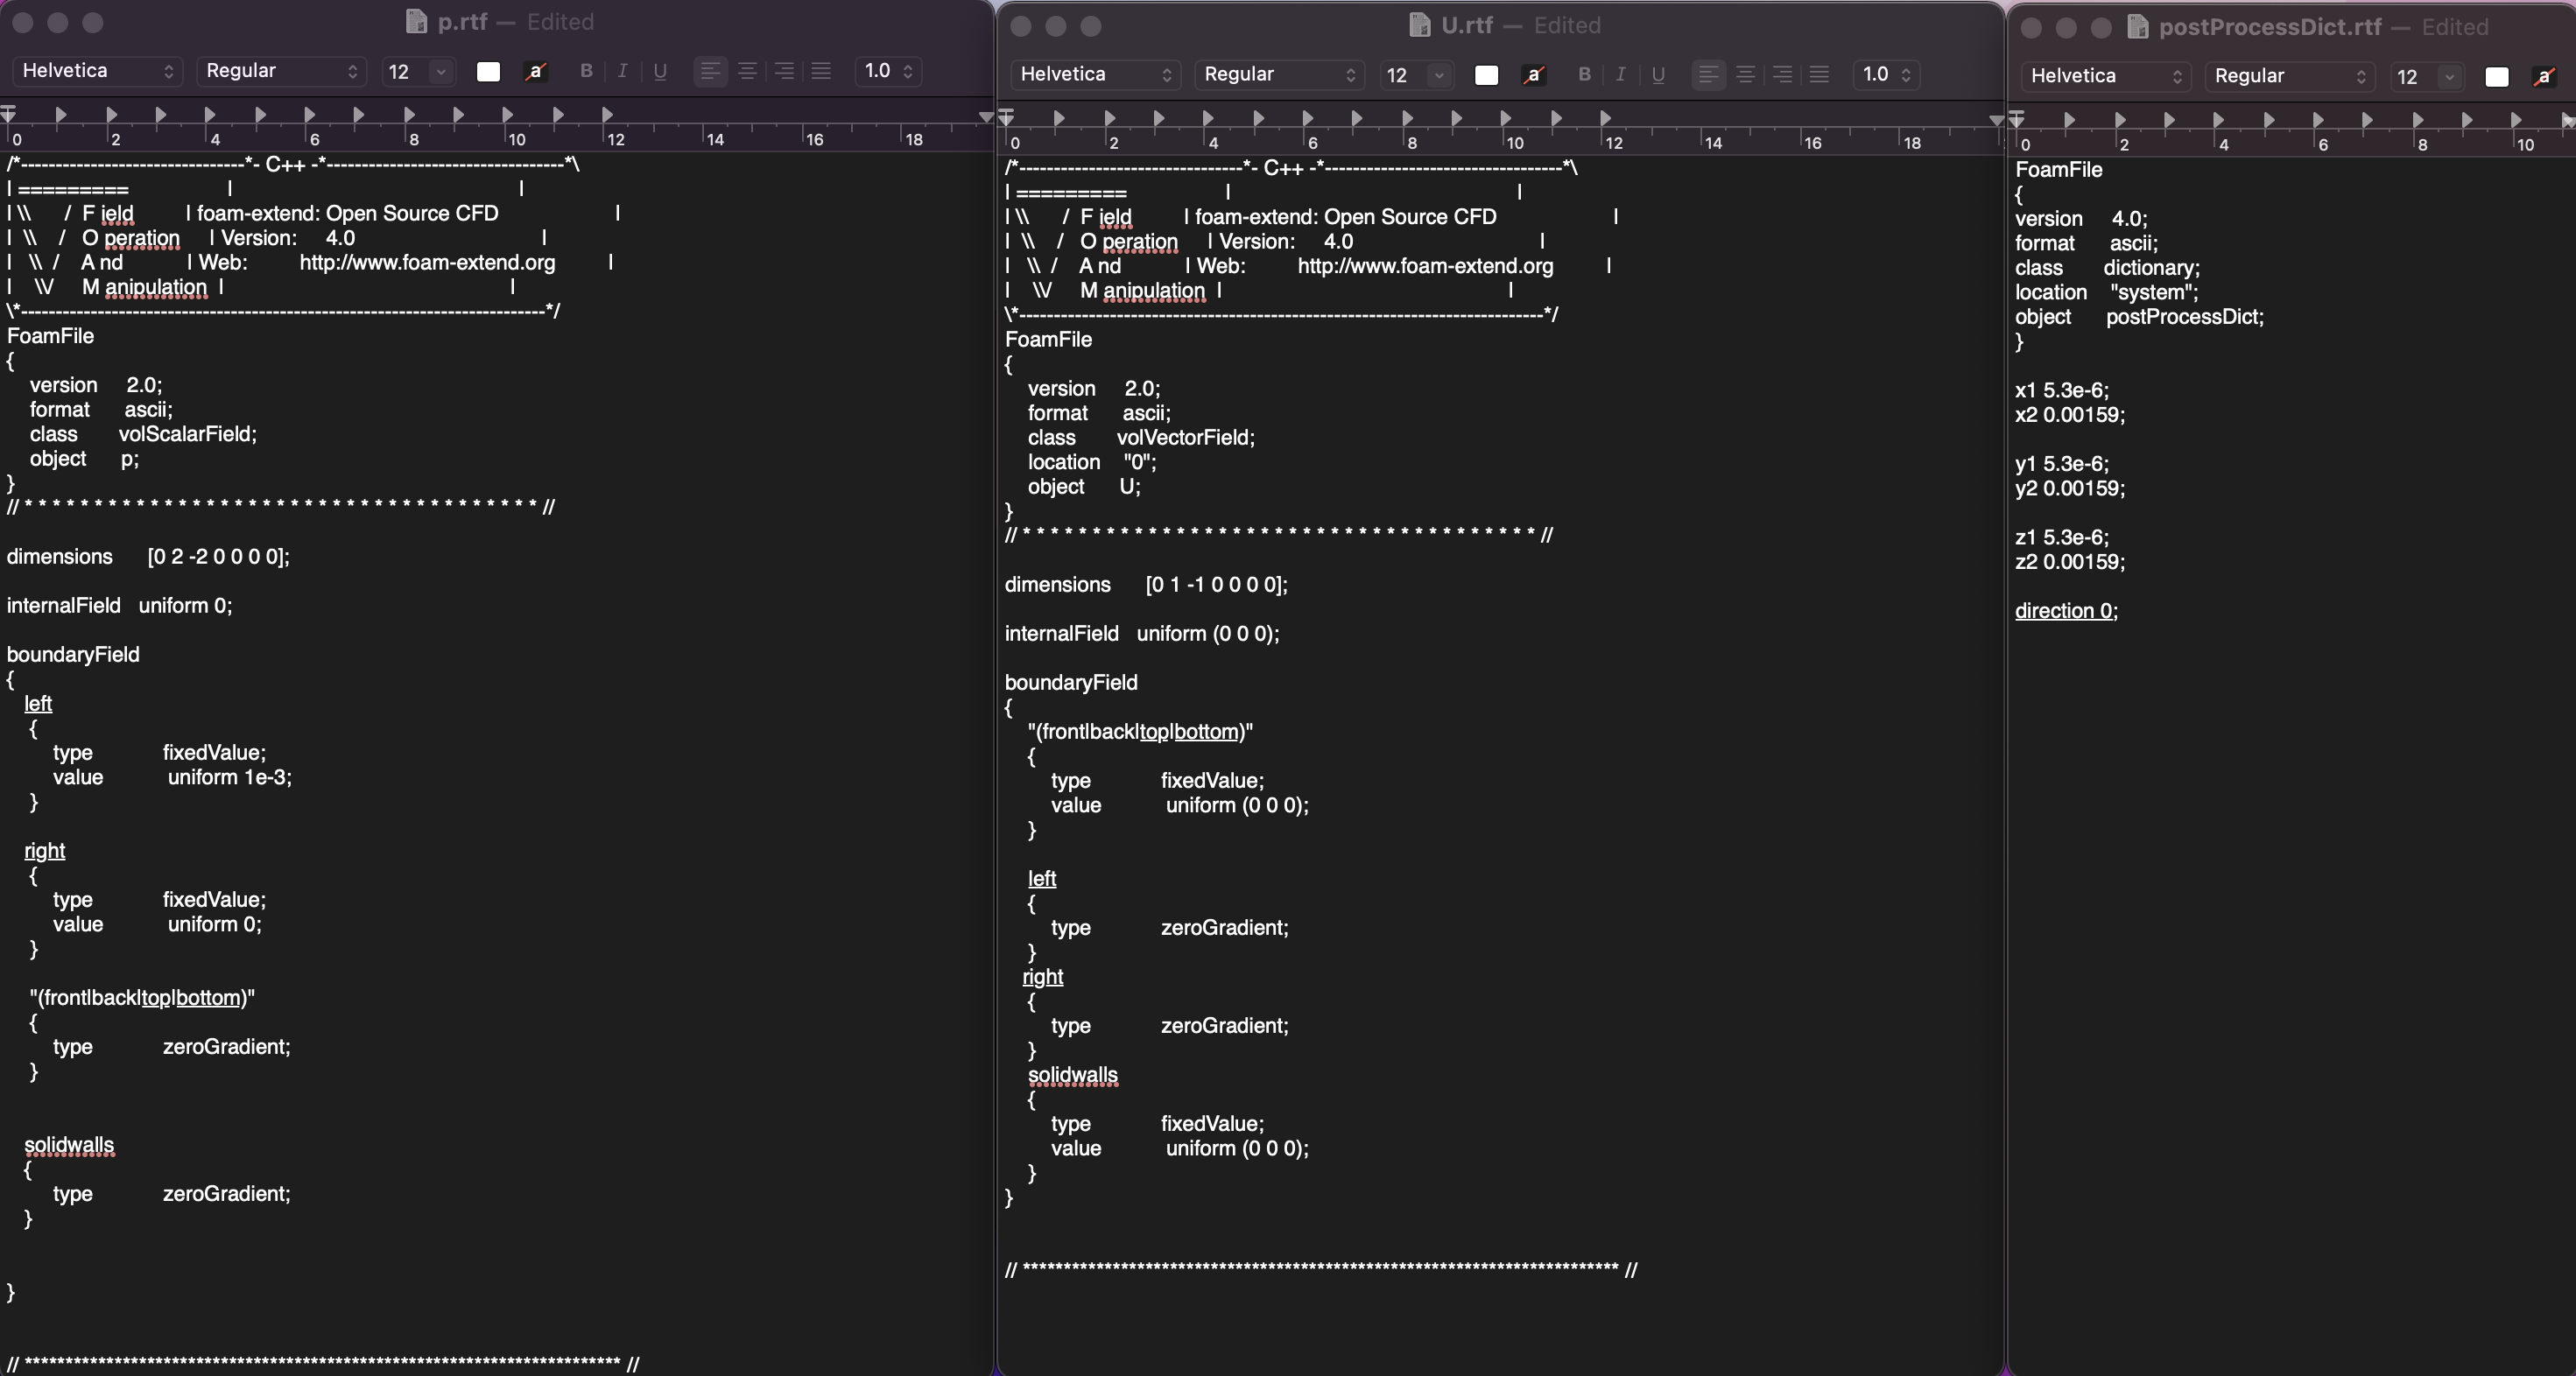 p.rtf — Edited
Helvetica Regular 12 a B I U 1.0
0 2 4 6 8 10 12 14 16 18
/*--------------------------------*- C++ -*----------------------------------*\
| ========= | |
| \\ / F ield | foam-extend: Open Source CFD |
| \\ / O peration | Version: 4.0 |
| \\ / A nd | Web: http://www.foam-extend.org |
| \\/ M anipulation | |
\*---------------------------------------------------------------------------*/
FoamFile
{
version 2.0;
format ascii;
class volScalarField;
object p;
}
// * * * * * * * * * * * * * * * * * * * * * * * * * * * * * * * * * * * * * //
dimensions [0 2 -2 0 0 0 0];
internalField uniform 0;
boundaryField
{
left
{
type fixedValue;
value uniform 1e-3;
}
right
{
type fixedValue;
value uniform 0;
}
"(front|back|top|bottom)"
{
type zeroGradient;
}
solidwalls
{
type zeroGradient;
}
}
// ************************************************************************* //
U.rtf — Edited
Helvetica Regular 12 a B I U 1.0
0 2 4 6 8 10 12 14 16 18
/*--------------------------------*- C++ -*----------------------------------*\
| ========= | |
| \\ / F ield | foam-extend: Open Source CFD |
| \\ / O peration | Version: 4.0 |
| \\ / A nd | Web: http://www.foam-extend.org |
| \\/ M anipulation | |
\*---------------------------------------------------------------------------*/
FoamFile
{
version 2.0;
format ascii;
class volVectorField;
location "0";
object U;
}
// * * * * * * * * * * * * * * * * * * * * * * * * * * * * * * * * * * * * * //
dimensions [0 1 -1 0 0 0 0];
internalField uniform (0 0 0);
boundaryField
{
"(front|back|top|bottom)"
{
type fixedValue;
value uniform (0 0 0);
}
left
{
type zeroGradient;
}
right
{
type zeroGradient;
}
solidwalls
{
type fixedValue;
value uniform (0 0 0);
}
}
// ************************************************************************* //
postProcessDict.rtf — Edited
Helvetica Regular 12 a
0 2 4 6 8 10
FoamFile
{
version 4.0;
format ascii;
class dictionary;
location "system";
object postProcessDict;
}
x1 5.3e-6;
x2 0.00159;
y1 5.3e-6;
y2 0.00159;
z1 5.3e-6;
z2 0.00159;
direction 0;